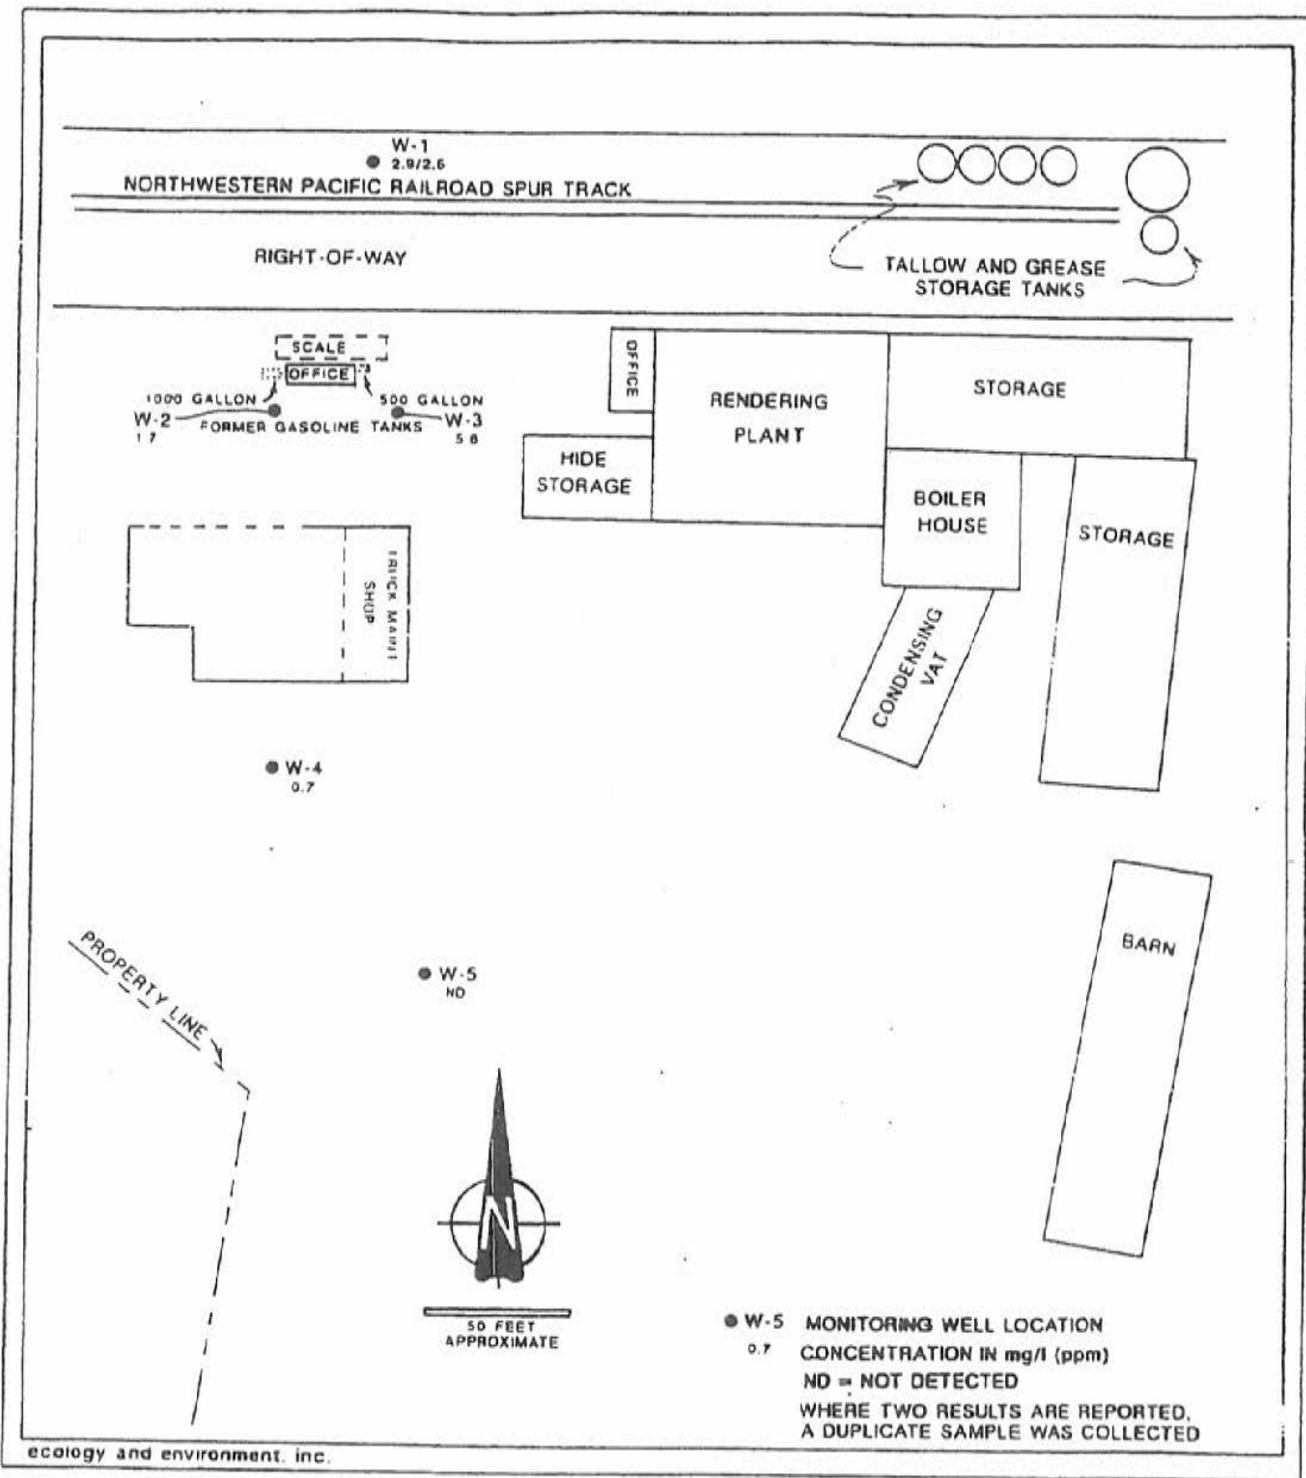 W-1
2.9/2.6
NORTHWESTERN PACIFIC RAILROAD SPUR TRACK
RIGHT-OF-WAY
TALLOW AND GREASE
STORAGE TANKS
SCALE
OFFICE
1000 GALLON
500 GALLON
W-2
W-3
FORMER GASOLINE TANKS
1 7
5 8
OFFICE
RENDERING
PLANT
STORAGE
HIDE
STORAGE
BOILER
HOUSE
STORAGE
TRUCK MAINT
SHOP
CONDENSING
VAT
W-4
0.7
BARN
PROPERTY LINE
W-5
ND
N
50 FEET
APPROXIMATE
W-5 MONITORING WELL LOCATION
0.7 CONCENTRATION IN mg/l (ppm)
ND = NOT DETECTED
WHERE TWO RESULTS ARE REPORTED,
A DUPLICATE SAMPLE WAS COLLECTED
ecology and environment, inc.